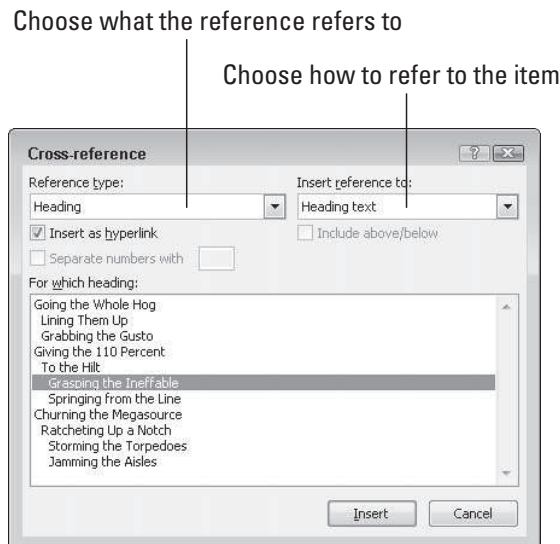 Choose what the reference refers to
Choose how to refer to the item
Cross-reference
Reference type:
Insert reference to:
Heading
Heading text
Insert as hyperlink
Include above/below
Separate numbers with
For which heading:
Going the Whole Hog
Lining Them Up
Grabbing the Gusto
Giving the 110 Percent
To the Hilt
Grasping the Ineffable
Springing from the Line
Churning the Megasource
Ratcheting Up a Notch
Storming the Torpedoes
Jamming the Aisles
Insert
Cancel